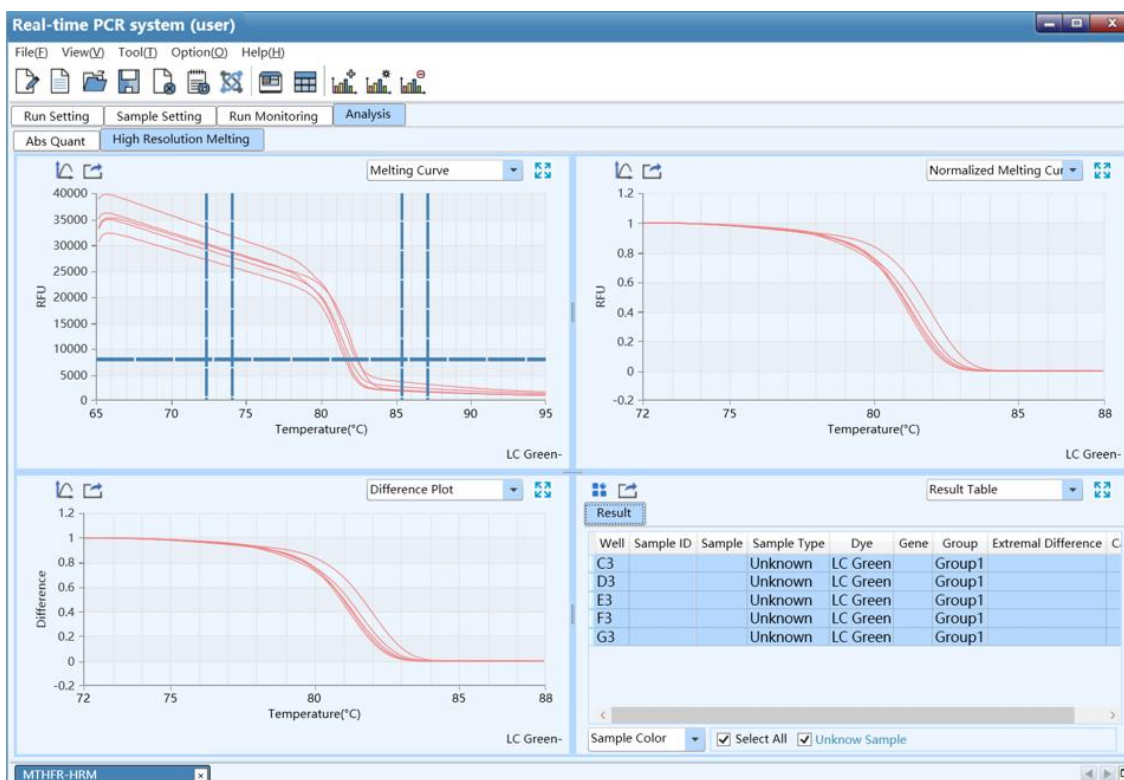 Real-time PCR system (user)
File(F) View(V) Tool(T) Option(O) Help(H)
Run Setting Sample Setting Run Monitoring Analysis
Abs Quant High Resolution Melting
Melting Curve
40000
35000
30000
25000
20000
15000
10000
5000
0
RFU
65 70 75 80 85 90 95
Temperature(°C)
LC Green-
Normalized Melting Cur
1.2
1
0.8
0.6
0.4
0.2
0
-0.2
RFU
72 75 80 85 88
Temperature(°C)
LC Green-
Difference Plot
1.2
1
0.8
0.6
0.4
0.2
0
-0.2
Difference
72 75 80 85 88
Temperature(°C)
LC Green-
Result Table
Result
Well Sample ID Sample Sample Type Dye Gene Group Extremal Difference
C3 Unknown LC Green Group1
D3 Unknown LC Green Group1
E3 Unknown LC Green Group1
F3 Unknown LC Green Group1
G3 Unknown LC Green Group1
Sample Color Select All Unknow Sample
MTHFR-HRM